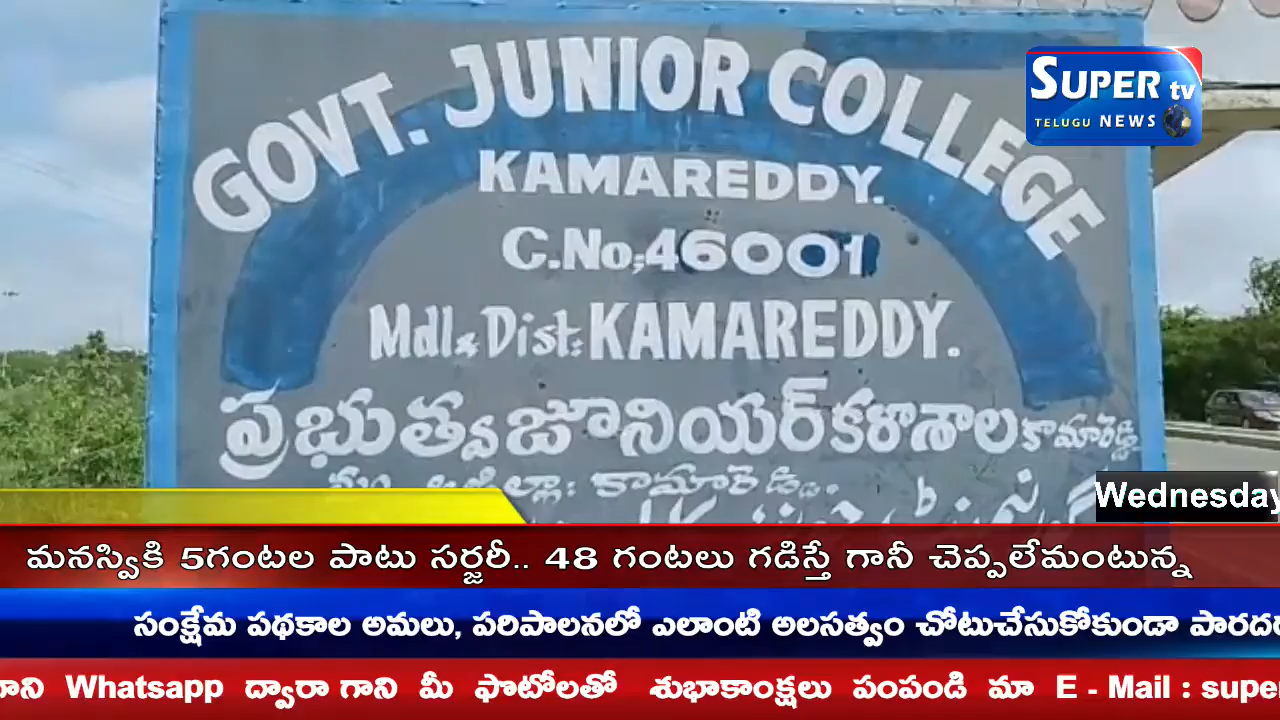 GOVT. JUNIOR COLLEGE
SUPER tv
TELUGU NEWS
KAMAREDDY.
C.No;46001
Mdl& Dist: KAMAREDDY.
ప్రభుత్వ జూనియర్ కళాశాల కామారెడ్డి
కామారెడ్డి.
Wednesday
మనస్వికి 5గంటల పాటు సర్జరీ.. 48 గంటలు గడిస్తే గానీ చెప్పలేమంటున్న
సంక్షేమ పథకాల అమలు, పరిపాలనలో ఎలాంటి అలసత్వం చోటుచేసుకోకుండా
Whatsapp ద్వారా గాని మీ ఫొటోలతో శుభాకాంక్షలు పంపండి మా E - Mail :